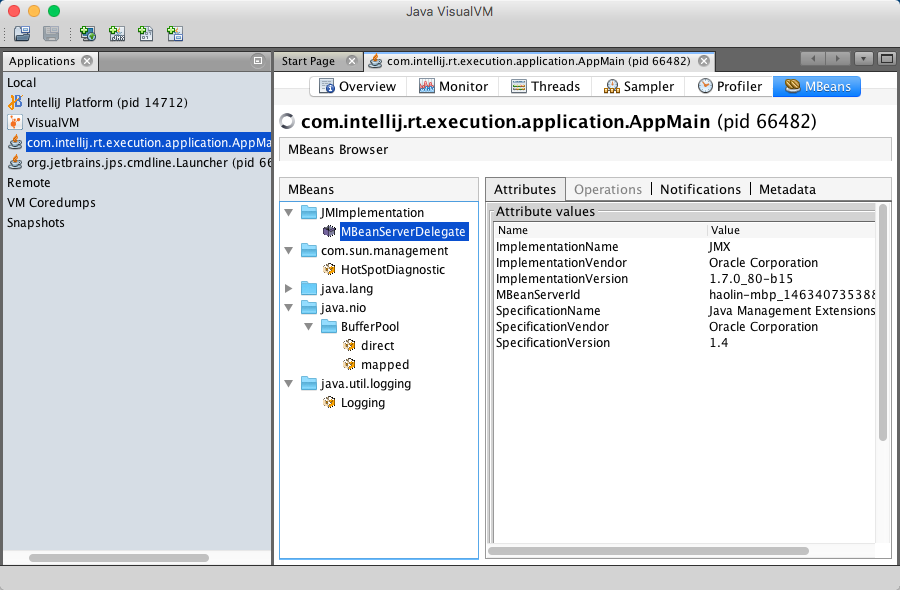 Java VisualVM
Applications
Local
IntelliJ Platform (pid 14712)
VisualVM
com.intellij.rt.execution.application.AppMa
org.jetbrains.jps.cmdline.Launcher (pid 66
Remote
VM Coredumps
Snapshots
Start Page
com.intellij.rt.execution.application.AppMain (pid 66482)
Overview
Monitor
Threads
Sampler
Profiler
MBeans
com.intellij.rt.execution.application.AppMain (pid 66482)
MBeans Browser
MBeans
JMImplementation
MBeanServerDelegate
com.sun.management
HotSpotDiagnostic
java.lang
java.nio
BufferPool
direct
mapped
java.util.logging
Logging
Attributes
Operations
Notifications
Metadata
Attribute values
Name Value
ImplementationName JMX
ImplementationVendor Oracle Corporation
ImplementationVersion 1.7.0_80-b15
MBeanServerId haolin-mbp_146340735388
SpecificationName Java Management Extensions
SpecificationVendor Oracle Corporation
SpecificationVersion 1.4